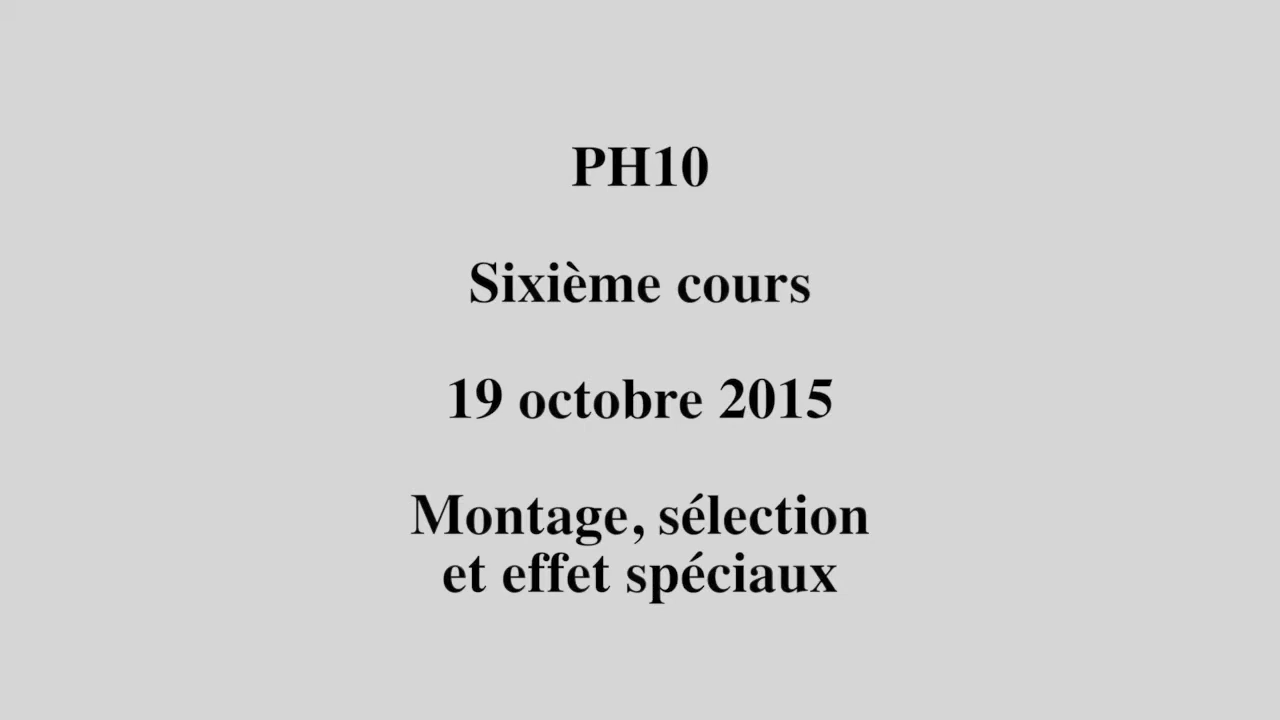 PH10
Sixième cours
19 octobre 2015
Montage, sélection
et effet spéciaux